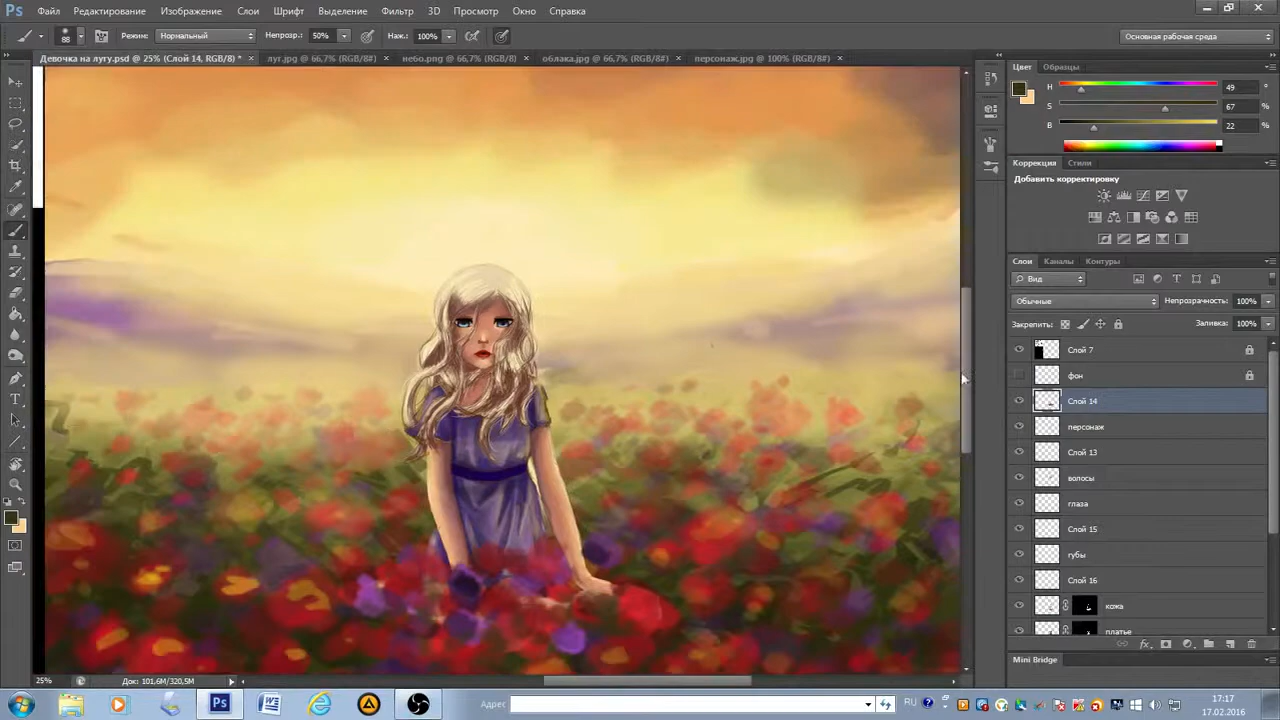 Ps Файл Редактирование Изображение Слои Шрифт Выделение Фильтр 3D Просмотр Окно Справка
88 Режим: Нормальный Непрозр.: 50% Наж.: 100% Основная рабочая среда
Девочка на лугу.psd @ 25% (Слой 14, RGB/8) * × луг.jpg @ 66,7% (RGB/8#) × небо.png @ 66,7% (RGB/8) × облака.jpg @ 66,7% (RGB/8#) × персонаж.jpg @ 100% (RGB/8#) ×
Цвет Образцы
H 49 °
S 67 %
B 22 %
Коррекция Стили
Добавить корректировку
Слои Каналы Контуры
Вид
Обычные Непрозрачность: 100%
Закрепить: Заливка: 100%
Слой 7
фон
Слой 14
персонаж
Слой 13
волосы
глаза
Слой 15
губы
Слой 16
кожа
платье
Mini Bridge
25% Док: 101,6M/320,5M
Адрес RU 17:17
17.02.2016